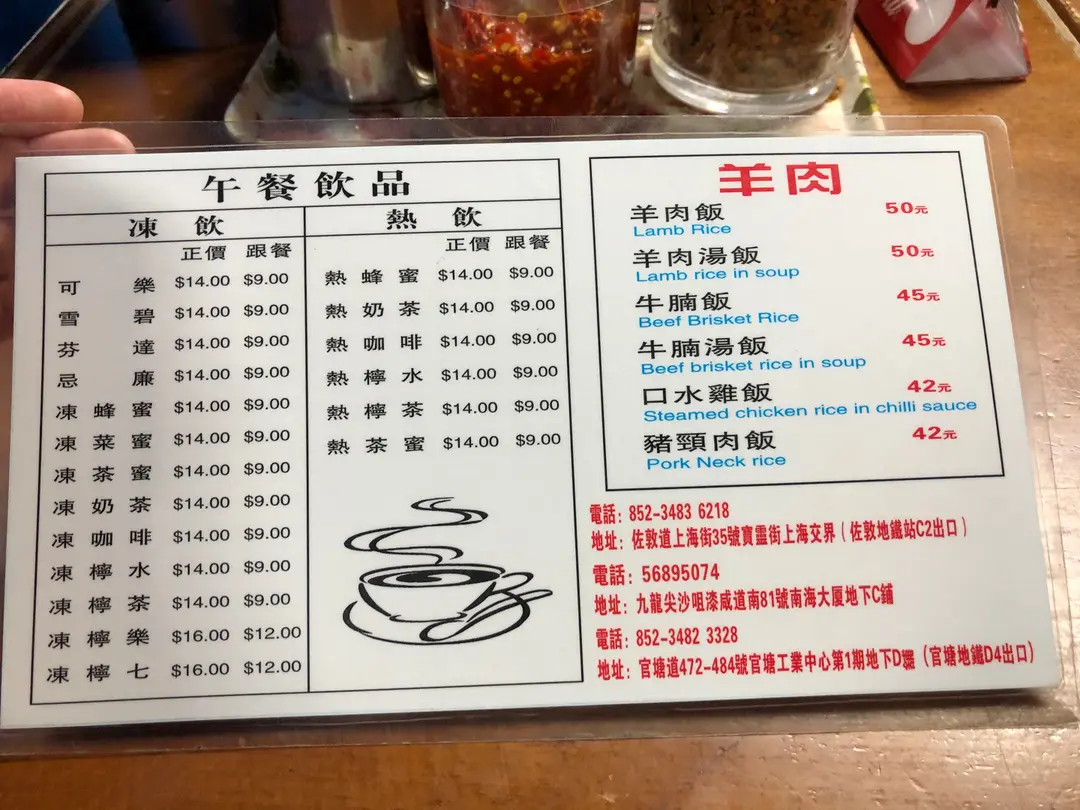 午餐飲品
凍 飲
正價 跟餐
可 樂 $14.00 $9.00
雪 碧 $14.00 $9.00
芬 達 $14.00 $9.00
忌 廉 $14.00 $9.00
凍 蜂 蜜 $14.00 $9.00
凍 菜 蜜 $14.00 $9.00
凍 茶 蜜 $14.00 $9.00
凍 奶 茶 $14.00 $9.00
凍 咖 啡 $14.00 $9.00
凍 檸 水 $14.00 $9.00
凍 檸 茶 $14.00 $9.00
凍 檸 樂 $16.00 $12.00
凍 檸 七 $16.00 $12.00
熱 飲
正價 跟餐
熱 蜂 蜜 $14.00 $9.00
熱 奶 茶 $14.00 $9.00
熱 咖 啡 $14.00 $9.00
熱 檸 水 $14.00 $9.00
熱 檸 茶 $14.00 $9.00
熱 茶 蜜 $14.00 $9.00
羊肉
羊肉飯 50元
Lamb Rice
羊肉湯飯 50元
Lamb rice in soup
牛腩飯 45元
Beef Brisket Rice
牛腩湯飯 45元
Beef brisket rice in soup
口水雞飯 42元
Steamed chicken rice in chilli sauce
豬頸肉飯 42元
Pork Neck rice
電話：852-3483 6218
地址：佐敦道上海街35號寶靈街上海交界（佐敦地鐵站C2出口）
電話：56895074
地址：九龍尖沙咀漆咸道南81號南海大厦地下C鋪
電話：852-3482 3328
地址：官塘道472-484號官塘工業中心第1期地下D（官塘地鐵D4出口）